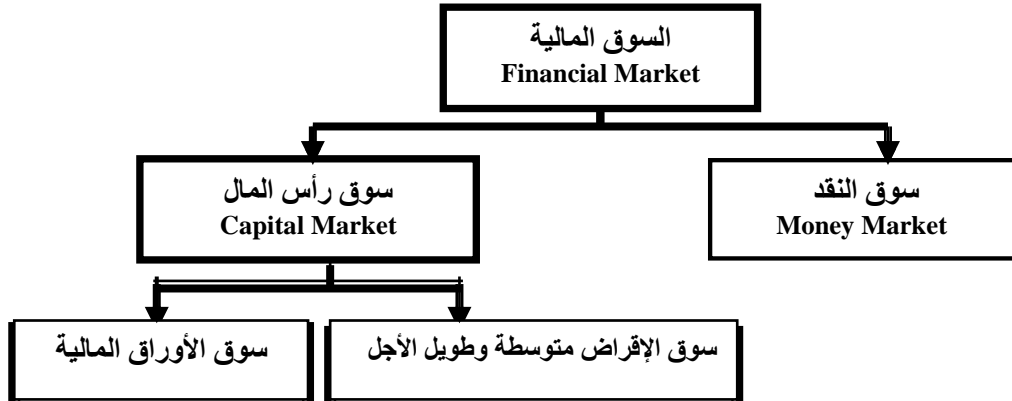 السوق المالية
Financial Market
سوق النقد
Money Market
سوق رأس المال
Capital Market
سوق الإقراض متوسطة وطويل الأجل
سوق الأوراق المالية